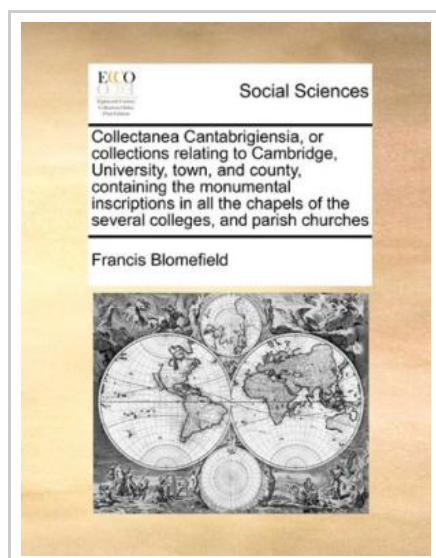 ECCO
Social Sciences
Collectanea Cantabrigiensia, or
collections relating to Cambridge,
University, town, and county,
containing the monumental
inscriptions in all the chapels of the
several colleges, and parish churches
Francis Blomefield